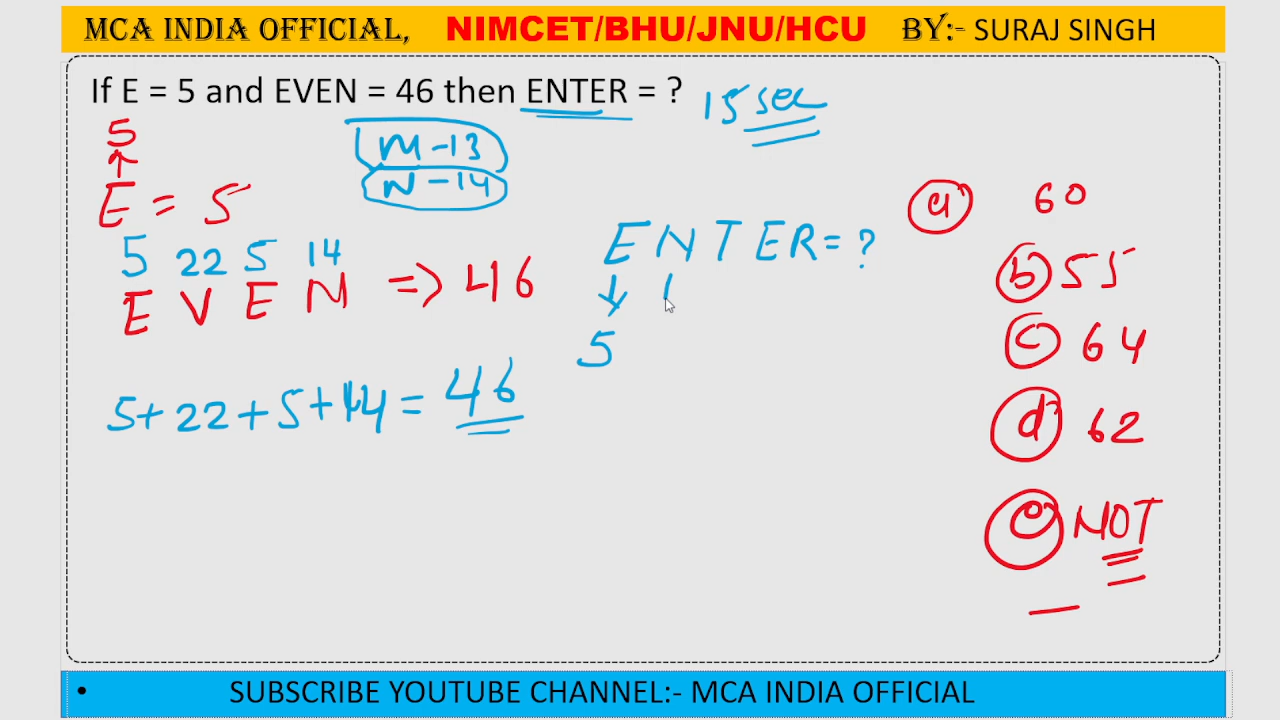 MCA INDIA OFFICIAL, NIMCET/BHU/JNU/HCU BY:- SURAJ SINGH
If E = 5 and EVEN = 46 then ENTER = ?
15 sec
5
M - 13
N - 14
E = 5
5 22 5 14
E V E N => 46
5+ 22 + 5 + 14 = 46
E N T E R = ?
5
a 60
b 55
c 64
d 62
e NOT
• SUBSCRIBE YOUTUBE CHANNEL:- MCA INDIA OFFICIAL